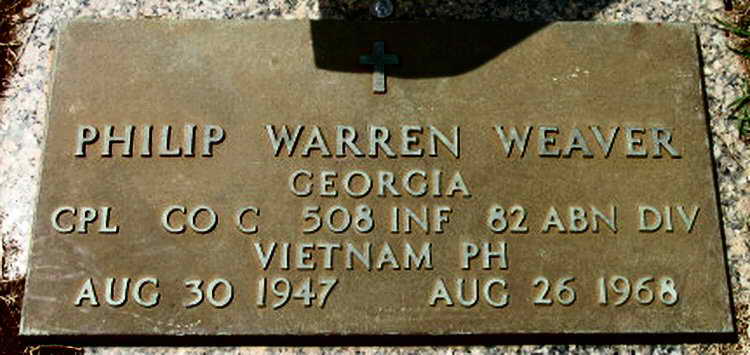 PHILIP WARREN WEAVER
GEORGIA
CPL CO C 508 INF 82 ABN DIV
VIETNAM PH
AUG 30 1947 AUG 26 1968